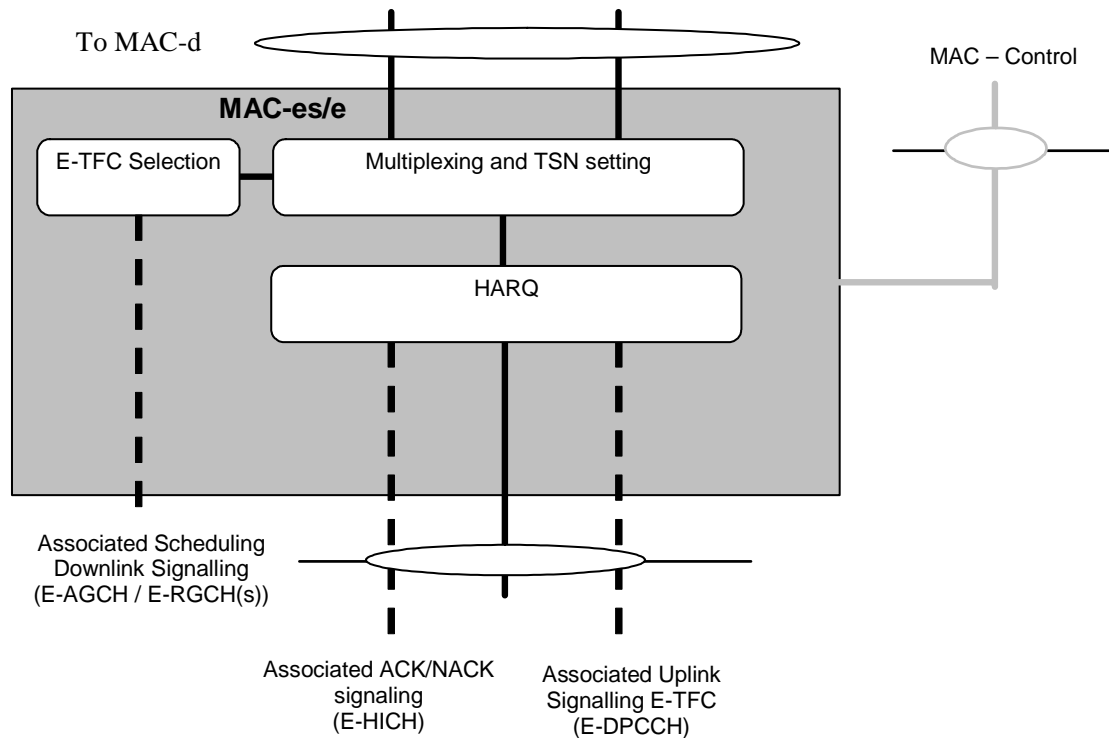 To MAC-d
MAC – Control
MAC-es/e
E-TFC Selection
Multiplexing and TSN setting
HARQ
Associated Scheduling
Downlink Signalling
(E-AGCH / E-RGCH(s))
Associated ACK/NACK
signaling
(E-HICH)
Associated Uplink
Signalling E-TFC
(E-DPCCH)